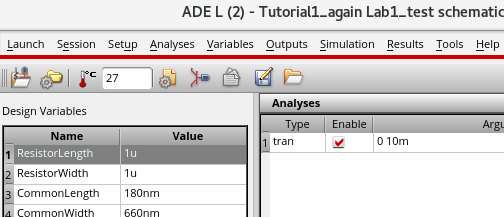 ADE L (2) - Tutorial1_again Lab1_test schematic
Launch Session Setup Analyses Variables Outputs Simulation Results Tools Help
°C 27
Design Variables
Name Value
1 ResistorLength 1u
2 ResistorWidth 1u
3 CommonLength 180nm
4 CommonWidth 660nm
Analyses
Type Enable Argu
1 tran 0 10m